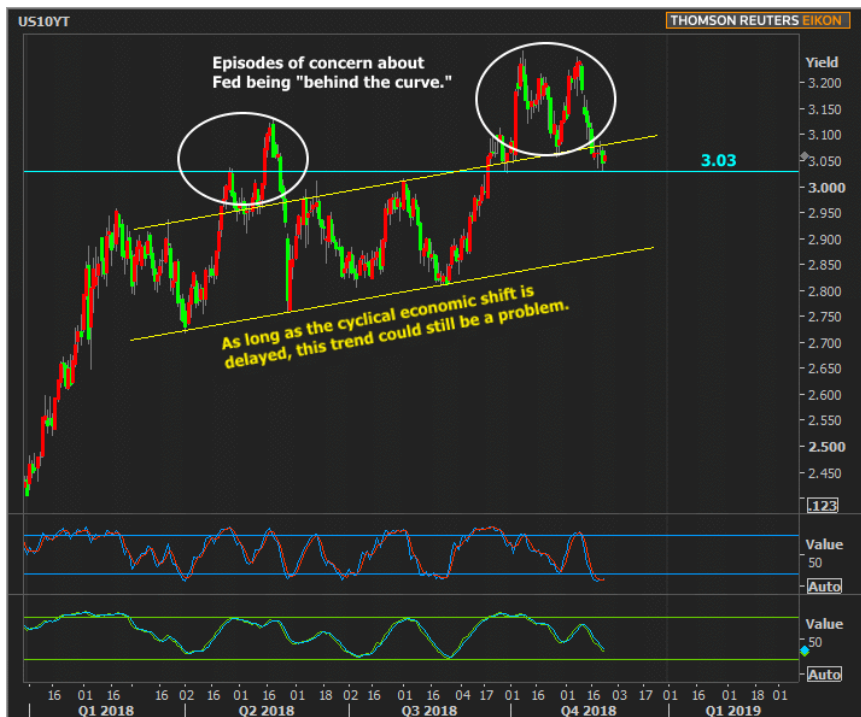 US10YT
THOMSON REUTERS EIKON
Episodes of concern about
Fed being "behind the curve."
Yield
3.200
3.150
3.100
3.050
3.03
3.000
2.950
2.900
2.850
2.800
2.750
2.700
2.650
2.600
2.550
2.500
2.450
.123
As long as the cyclical economic shift is
delayed, this trend could still be a problem.
Value
50
Auto
Value
50
Auto
16 01 16 16 02 16 01 16 01 18 02 16 01 16 04 17 01 16 01 16 03 17 01 16 01 18 01
Q1 2018 Q2 2018 Q3 2018 Q4 2018 Q1 2019